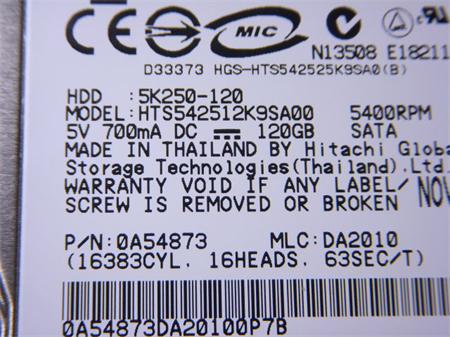 CE MIC
N13508 E18211
D33373 HGS-HTS542525K9SA0(B)
HDD :5K250-120
MODEL:HTS542512K9SA00 5400RPM
5V 700mA DC 120GB SATA
MADE IN THAILAND BY Hitachi Globa
Storage Technologies(Thailand).Ltd.
WARRANTY VOID IF ANY LABEL/ NOV
SCREW IS REMOVED OR BROKEN
P/N:0A54873 MLC:DA2010
(16383CYL. 16HEADS, 63SEC/T)
0A54873DA20100P7B